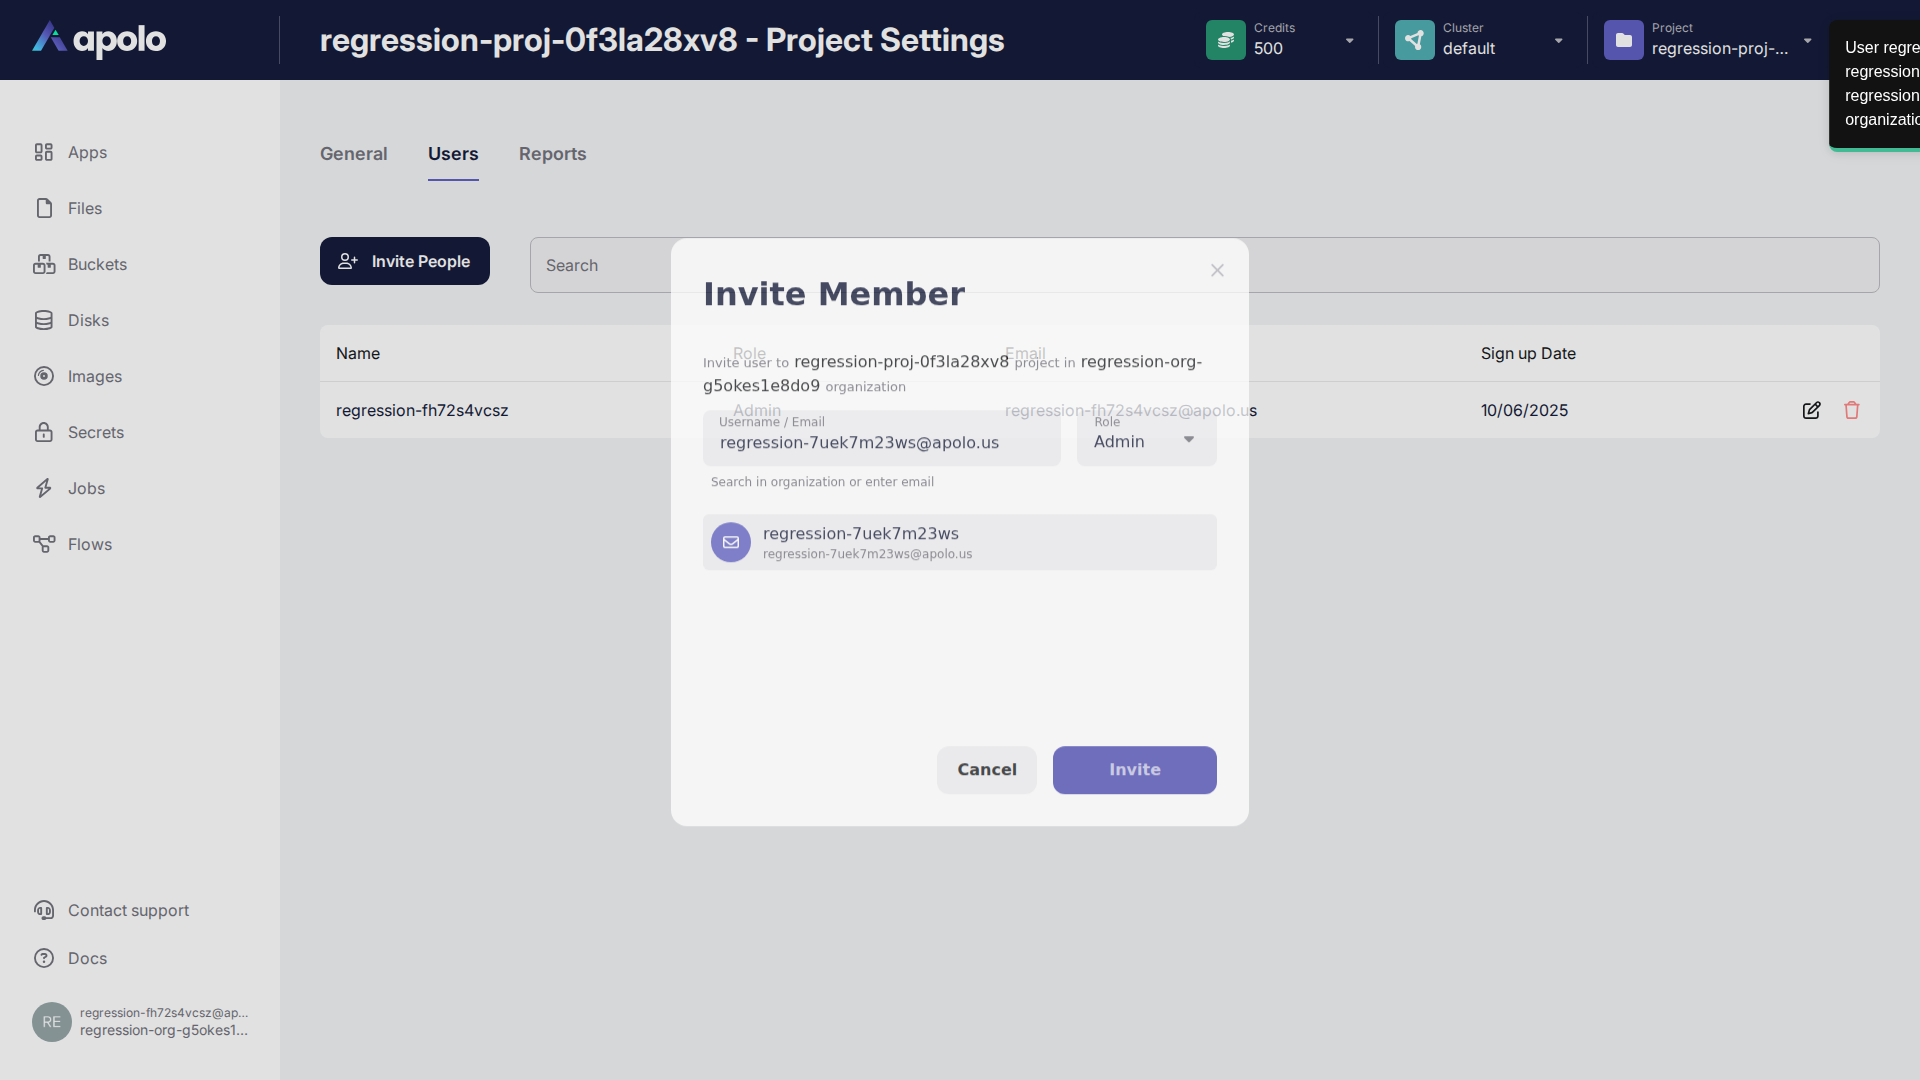 apolo
regression-proj-0f3la28xv8 - Project Settings
Credits
500
Cluster
default
Project
regression-proj-...
User regre
regression
regression
organizatio
Apps
Files
Buckets
Disks
Images
Secrets
Jobs
Flows
Contact support
Docs
RE
regression-fh72s4vcsz@ap...
regression-org-g5okes1...
General
Users
Reports
Invite People
Search
Name
Role
Email
Sign up Date
regression-fh72s4vcsz
Admin
regression-fh72s4vcsz@apolo.us
10/06/2025
Invite Member
Invite user to regression-proj-0f3la28xv8 project in regression-org-
g5okes1e8do9 organization
Username / Email
regression-7uek7m23ws@apolo.us
Role
Admin
Search in organization or enter email
regression-7uek7m23ws
regression-7uek7m23ws@apolo.us
Cancel
Invite